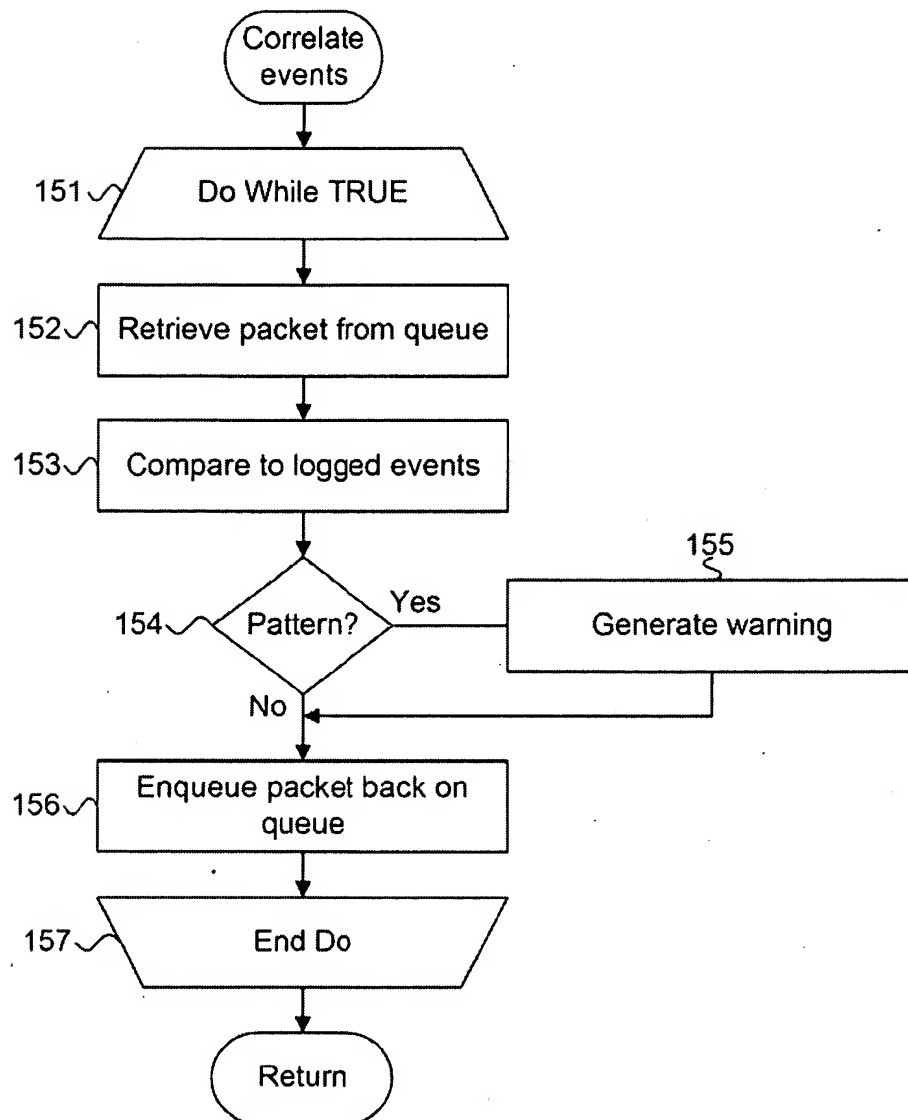 Correlate
events
151
Do While TRUE
152
Retrieve packet from queue
153
Compare to logged events
154
Pattern?
Yes
155
Generate warning
No
156
Enqueue packet back on
queue
157
End Do
Return